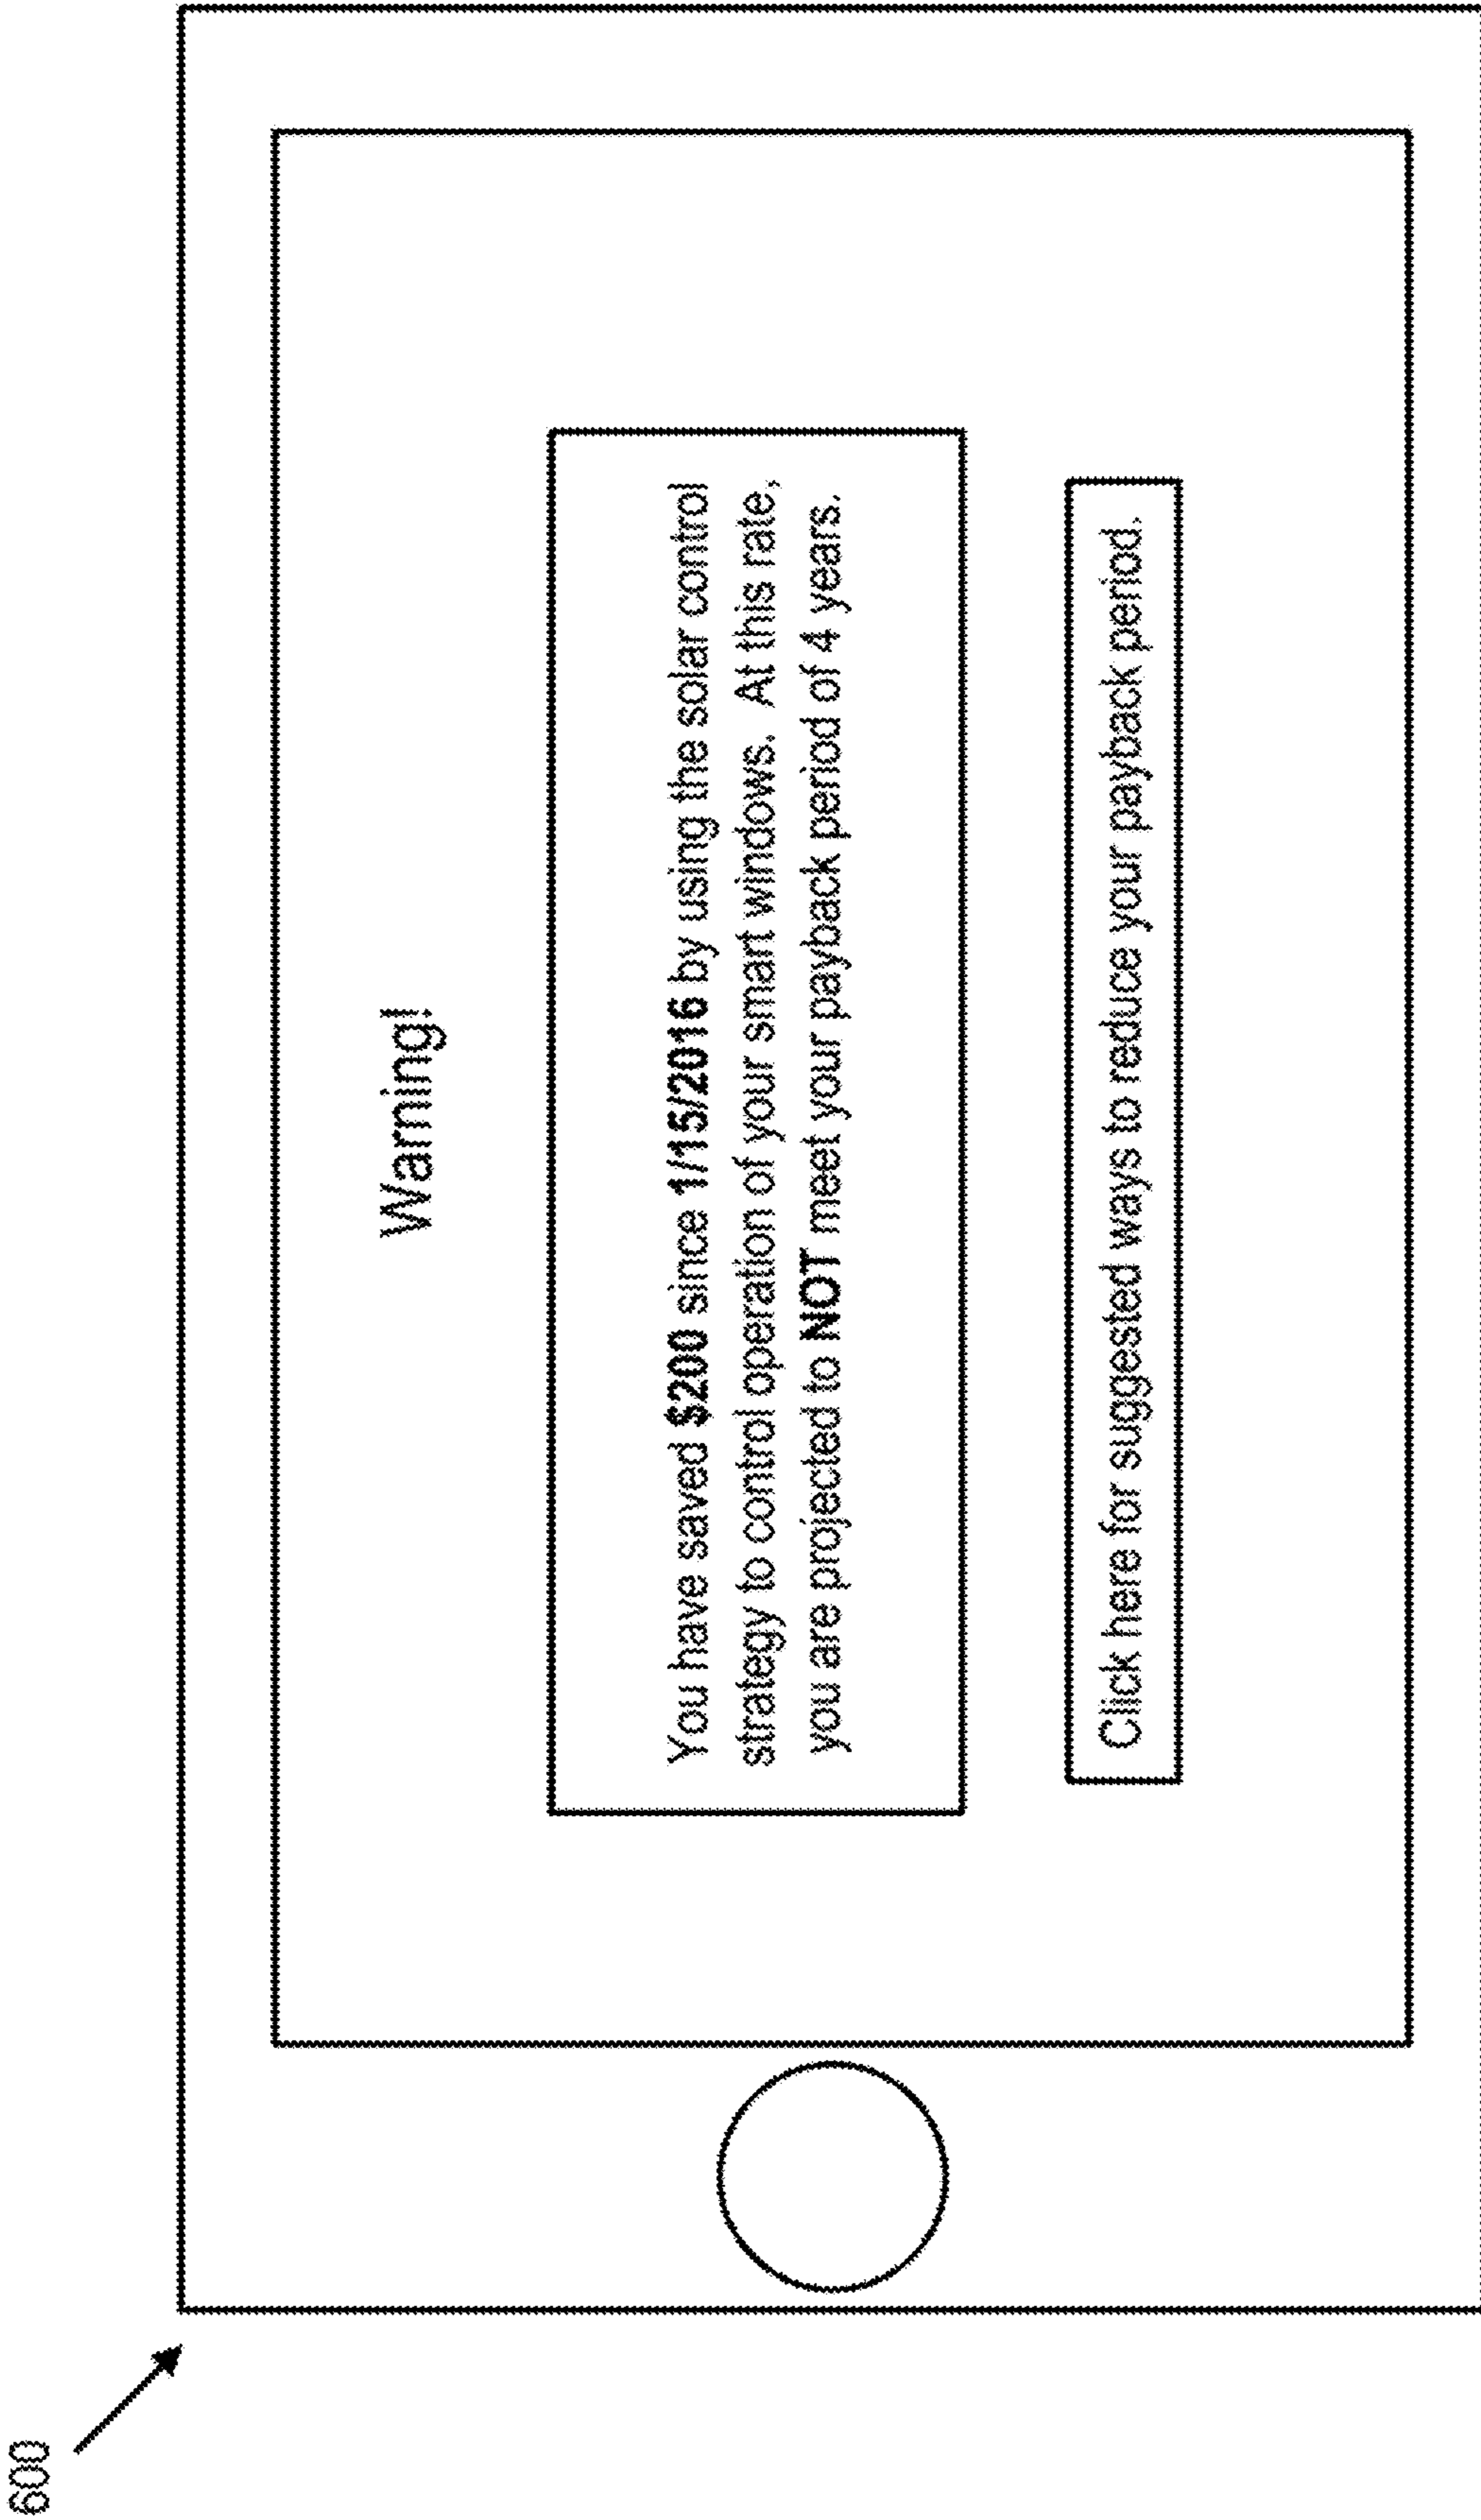 600
Warning!
You have saved $200 since 1/15/2016 by using the solar control
strategy to control operation of your smart windows.  At this rate,
you are projected to NOT meet your payback period of 4 years.
Click here for suggested ways to reduce your payback period.